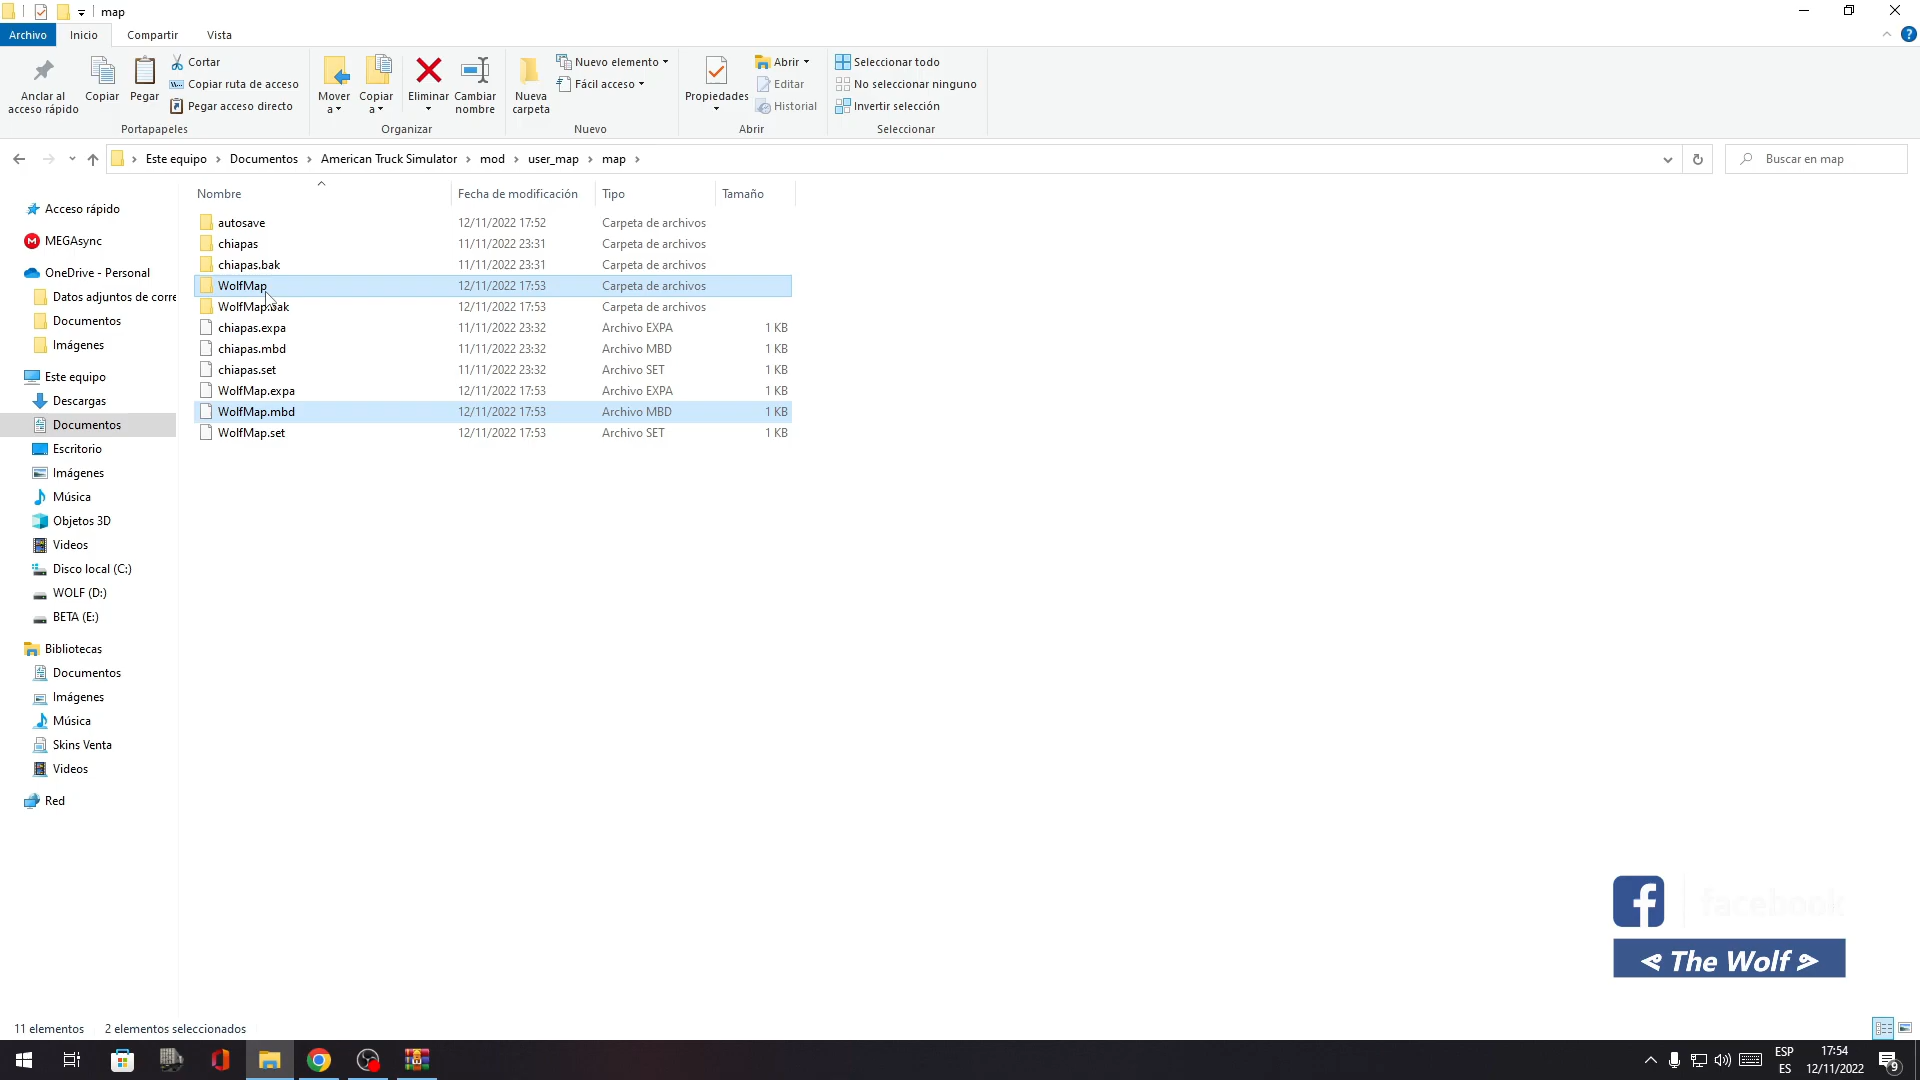 map
Archivo Inicio Compartir Vista
Anclar al
acceso rápido
Copiar
Pegar
Cortar
Copiar ruta de acceso
Pegar acceso directo
Portapapeles
Mover
a
Copiar
a
Eliminar
Cambiar
nombre
Organizar
Nueva
carpeta
Nuevo elemento
Fácil acceso
Nuevo
Propiedades
Abrir
Editar
Historial
Abrir
Seleccionar todo
No seleccionar ninguno
Invertir selección
Seleccionar
Este equipo > Documentos > American Truck Simulator > mod > user_map > map >
Buscar en map
Acceso rápido
MEGAsync
OneDrive - Personal
Datos adjuntos de corre
Documentos
Imágenes
Este equipo
Descargas
Documentos
Escritorio
Imágenes
Música
Objetos 3D
Videos
Disco local (C:)
WOLF (D:)
BETA (E:)
Bibliotecas
Documentos
Imágenes
Música
Skins Venta
Videos
Red
Nombre Fecha de modificación Tipo Tamaño
autosave 12/11/2022 17:52 Carpeta de archivos
chiapas 11/11/2022 23:31 Carpeta de archivos
chiapas.bak 11/11/2022 23:31 Carpeta de archivos
WolfMap 12/11/2022 17:53 Carpeta de archivos
WolfMap.bak 12/11/2022 17:53 Carpeta de archivos
chiapas.expa 11/11/2022 23:32 Archivo EXPA 1 KB
chiapas.mbd 11/11/2022 23:32 Archivo MBD 1 KB
chiapas.set 11/11/2022 23:32 Archivo SET 1 KB
WolfMap.expa 12/11/2022 17:53 Archivo EXPA 1 KB
WolfMap.mbd 12/11/2022 17:53 Archivo MBD 1 KB
WolfMap.set 12/11/2022 17:53 Archivo SET 1 KB
facebook
The Wolf
11 elementos 2 elementos seleccionados
ESP
ES
17:54
12/11/2022
9